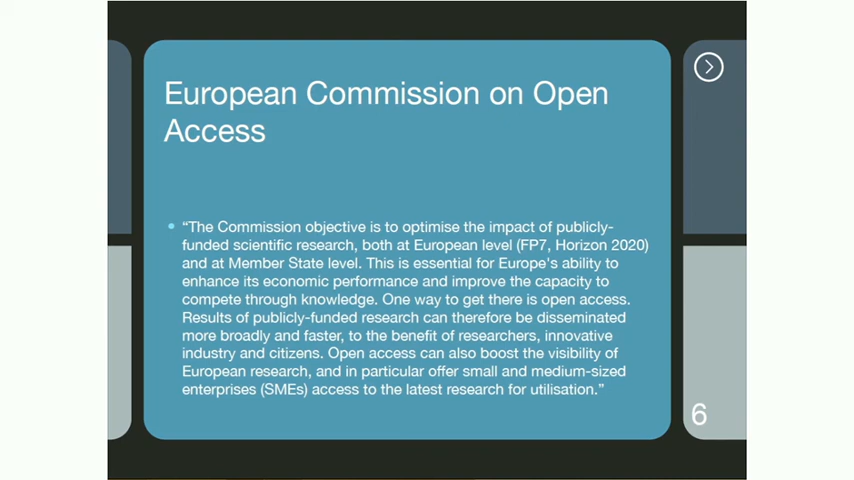 European Commission on Open
Access
“The Commission objective is to optimise the impact of publicly-
funded scientific research, both at European level (FP7, Horizon 2020)
and at Member State level. This is essential for Europe's ability to
enhance its economic performance and improve the capacity to
compete through knowledge. One way to get there is open access.
Results of publicly-funded research can therefore be disseminated
more broadly and faster, to the benefit of researchers, innovative
industry and citizens. Open access can also boost the visibility of
European research, and in particular offer small and medium-sized
enterprises (SMEs) access to the latest research for utilisation.”
6